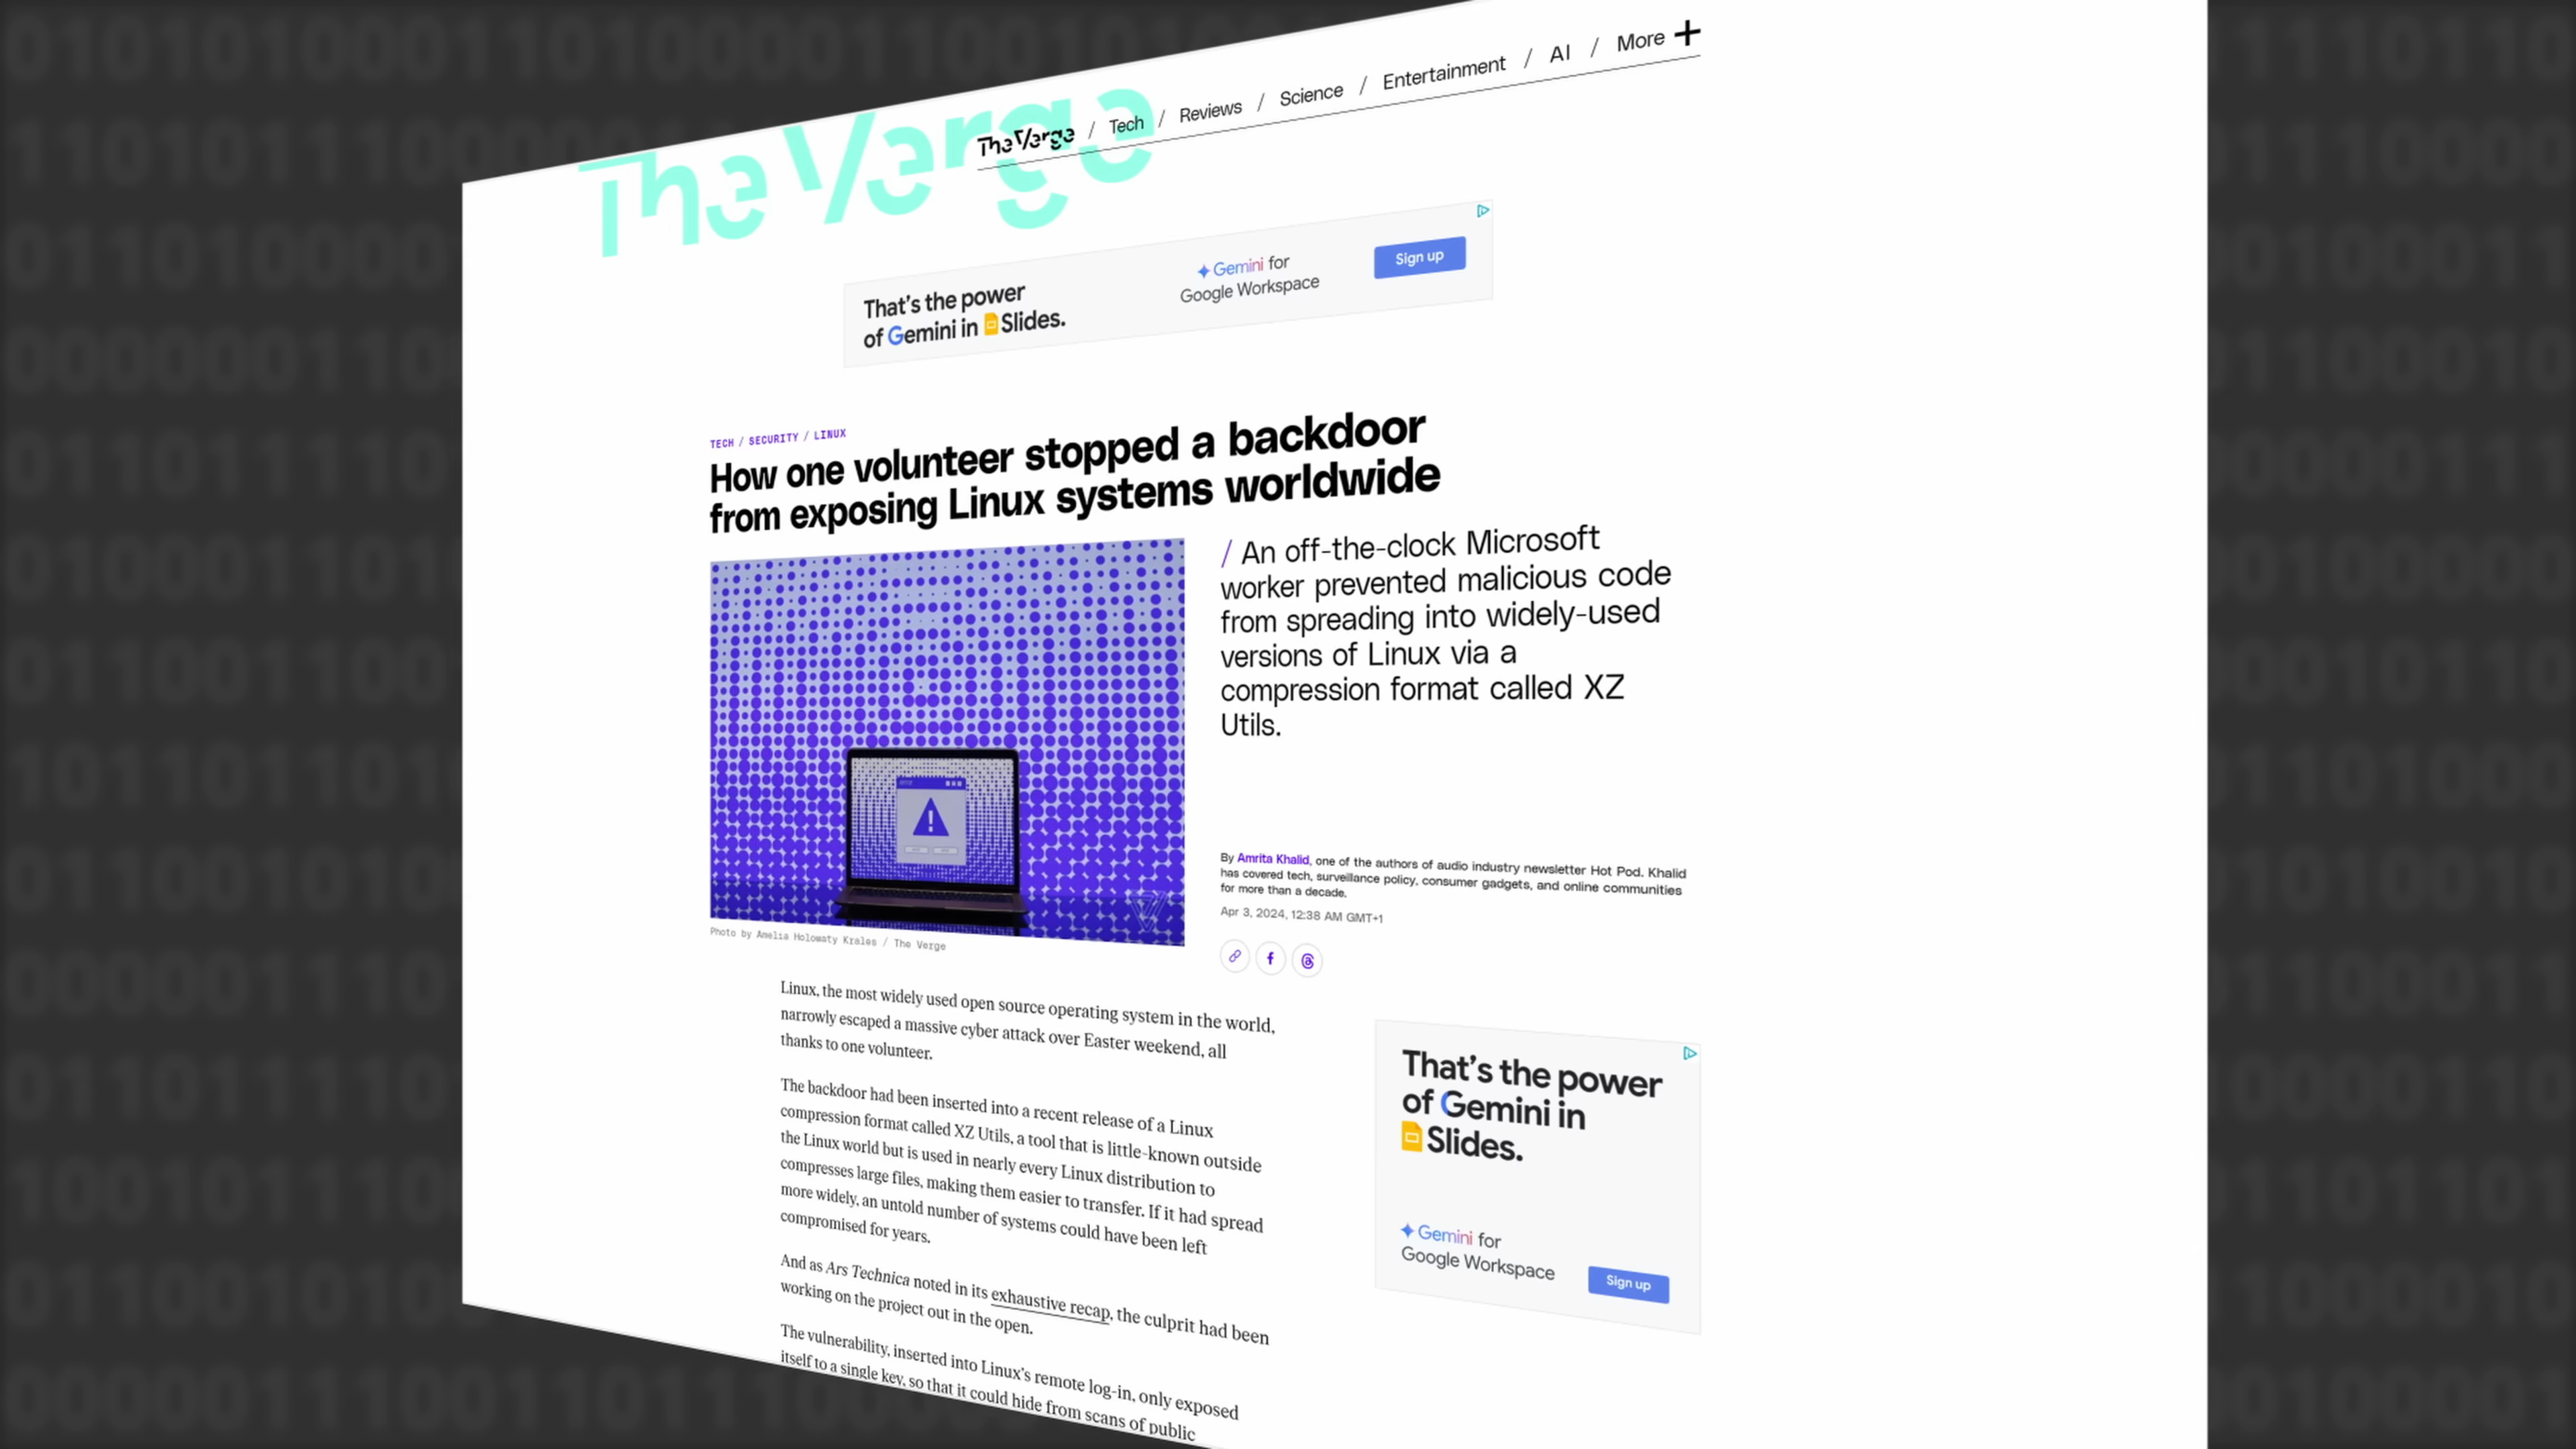 The Verge
The Verge / Tech / Reviews / Science / Entertainment / AI / More +
That's the power
of Gemini in Slides.
Gemini for
Google Workspace
Sign up
TECH / SECURITY / LINUX
How one volunteer stopped a backdoor
from exposing Linux systems worldwide
/ An off-the-clock Microsoft
worker prevented malicious code
from spreading into widely-used
versions of Linux via a
compression format called XZ
Utils.
By Amrita Khalid, one of the authors of audio industry newsletter Hot Pod. Khalid
has covered tech, surveillance policy, consumer gadgets, and online communities
for more than a decade.
Apr 3, 2024, 12:38 AM GMT+1
Photo by Amelia Holowaty Krales / The Verge
Linux, the most widely used open source operating system in the world,
narrowly escaped a massive cyber attack over Easter weekend, all
thanks to one volunteer.
The backdoor had been inserted into a recent release of a Linux
compression format called XZ Utils, a tool that is little-known outside
the Linux world but is used in nearly every Linux distribution to
compresses large files, making them easier to transfer. If it had spread
more widely, an untold number of systems could have been left
compromised for years.
And as Ars Technica noted in its exhaustive recap, the culprit had been
working on the project out in the open.
The vulnerability, inserted into Linux's remote log-in, only exposed
itself to a single key, so that it could hide from scans of public
That's the power
of Gemini in
Slides.
Gemini for
Google Workspace
Sign up